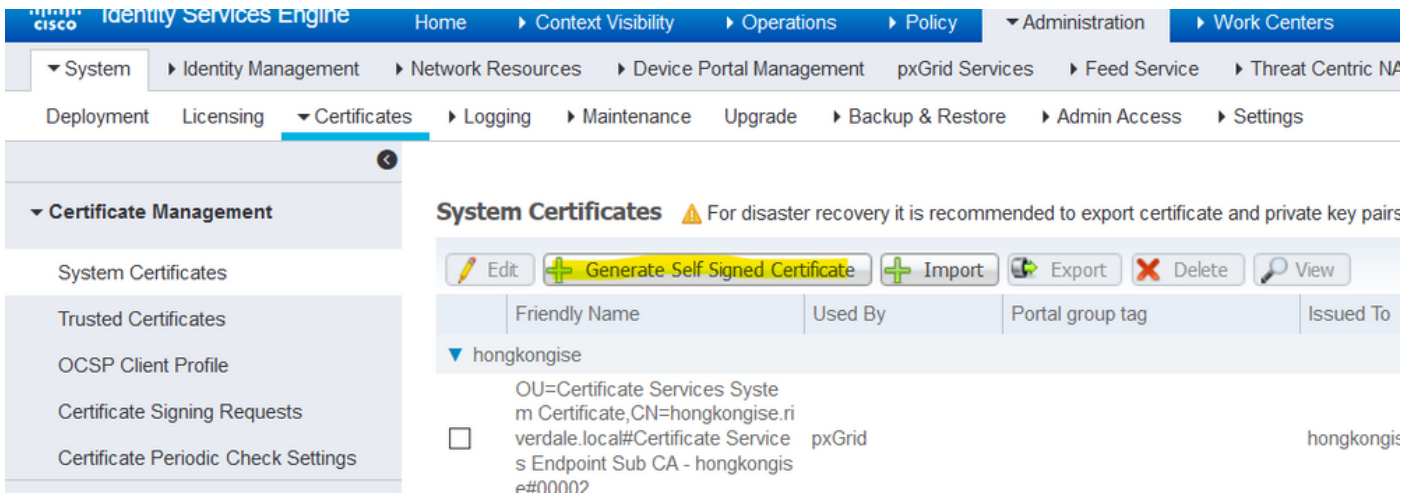 cisco Identity Services Engine Home Context Visibility Operations Policy Administration Work Centers
System Identity Management Network Resources Device Portal Management pxGrid Services Feed Service Threat Centric NA
Deployment Licensing Certificates Logging Maintenance Upgrade Backup & Restore Admin Access Settings
Certificate Management
System Certificates
Trusted Certificates
OCSP Client Profile
Certificate Signing Requests
Certificate Periodic Check Settings
System Certificates For disaster recovery it is recommended to export certificate and private key pairs
Edit Generate Self Signed Certificate Import Export Delete View
Friendly Name Used By Portal group tag Issued To
hongkongise
OU=Certificate Services Syste
m Certificate,CN=hongkongise.ri
verdale.local#Certificate Service
s Endpoint Sub CA - hongkongis
e#00002
pxGrid
hongkongis